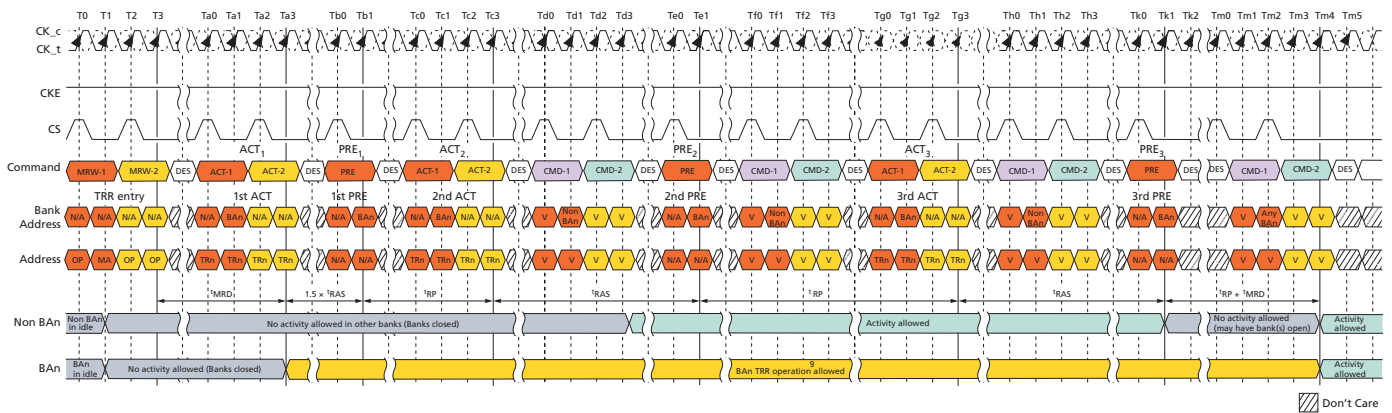 T0 T1 T2 T3 Ta0 Ta1 Ta2 Ta3 Tb0 Tb1 Tc0 Tc1 Tc2 Tc3 Td0 Td1 Td2 Td3 Te0 Te1 Tf0 Tf1 Tf2 Tf3 Tg0 Tg1 Tg2 Tg3 Th0 Th1 Th2 Th3 Tk0 Tk1 Tk2 Tm0 Tm1 Tm2 Tm3 Tm4 Tm5
CK_c
CK_t
CKE
CS
ACT1 PRE1 ACT2 PRE2 ACT3 PRE3
Command MRW-1 MRW-2 DES ACT-1 ACT-2 DES PRE DES ACT-1 ACT-2 DES CMD-1 CMD-2 DES PRE DES CMD-1 CMD-2 DES ACT-1 ACT-2 DES CMD-1 CMD-2 DES PRE DES DES CMD-1 CMD-2 DES
TRR entry 1st ACT 1st PRE 2nd ACT 2nd PRE 3rd ACT 3rd PRE
Bank Address N/A N/A N/A N/A N/A BAn N/A N/A N/A BAn N/A BAn N/A N/A V Non BAn V V N/A BAn V Non BAn V V N/A BAn N/A N/A V Non BAn V V N/A BAn V Any BAn V V
Address OP MA OP OP TRn TRn TRn TRn N/A N/A TRn TRn TRn TRn V V V V N/A N/A V V V V TRn TRn TRn TRn V V V V N/A N/A V V V V
tMRD 1.5 × tRAS tRP tRAS tRP tRAS tRP + tMRD
Non BAn Non BAn in idle No activity allowed in other banks (Banks closed) Activity allowed No activity allowed (may have bank(s) open) Activity allowed
BAn BAn in idle No activity allowed (Banks closed) BAn TRR operation allowed 9 Activity allowed
Don't Care